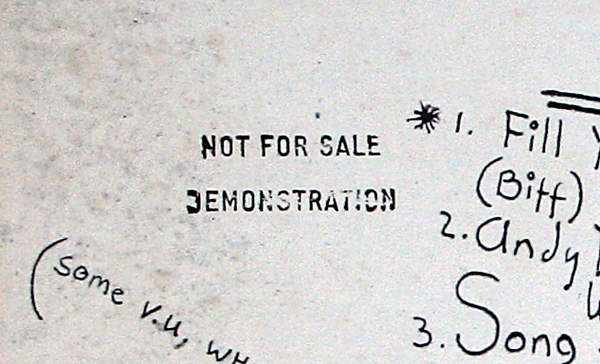 NOT FOR SALE
DEMONSTRATION
* 1. Fill
(Biff)
2. Andy
3. Song
(Some V.U,